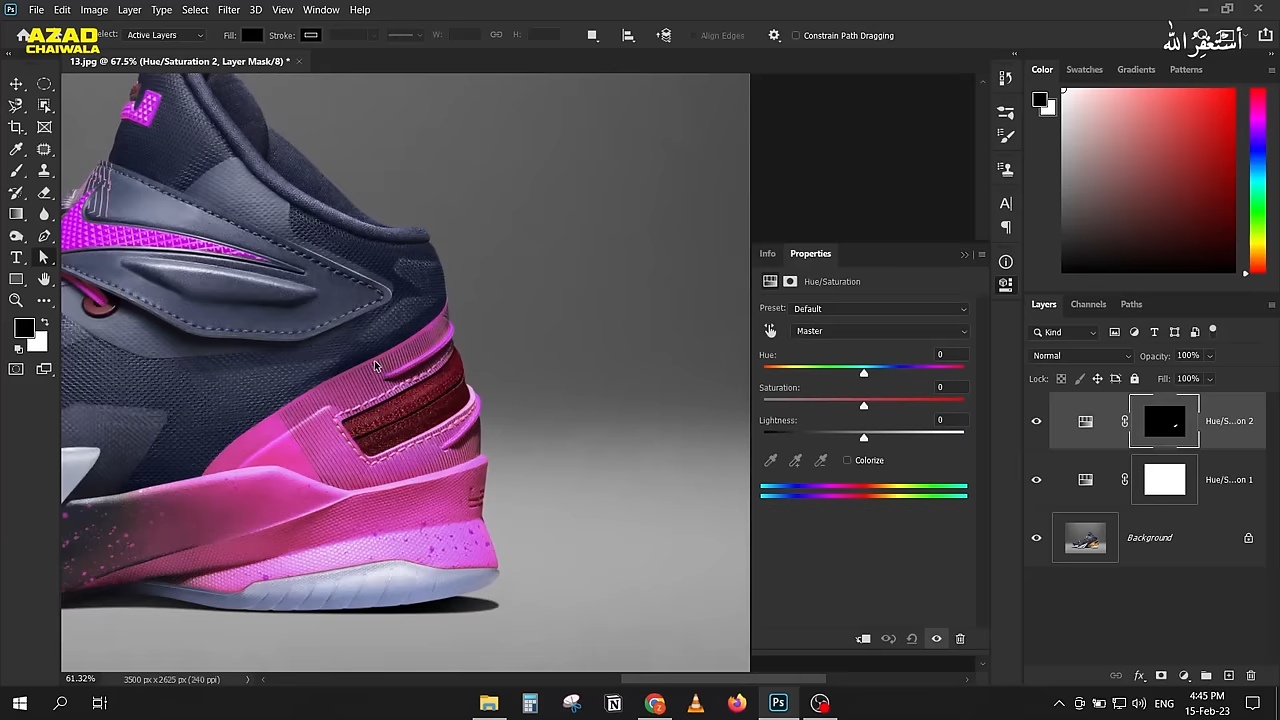 Ps File Edit Image Layer Type Select Filter 3D View Window Help
AZAD
CHAIWALA
Select: Active Layers Fill: Stroke: W: H: Align Edges Constrain Path Dragging
أستغفر الله
13.jpg @ 67.5% (Hue/Saturation 2, Layer Mask/8) *
Color Swatches Gradients Patterns
Info Properties
Hue/Saturation
Preset: Default
Master
Hue: 0
Saturation: 0
Lightness: 0
Colorize
Layers Channels Paths
Kind
Normal Opacity: 100%
Lock: Fill: 100%
Hue/S...on 2
Hue/S...on 1
Background
61.32% 3500 px x 2625 px (240 ppi)
ENG
4:45 PM
15-Feb-23